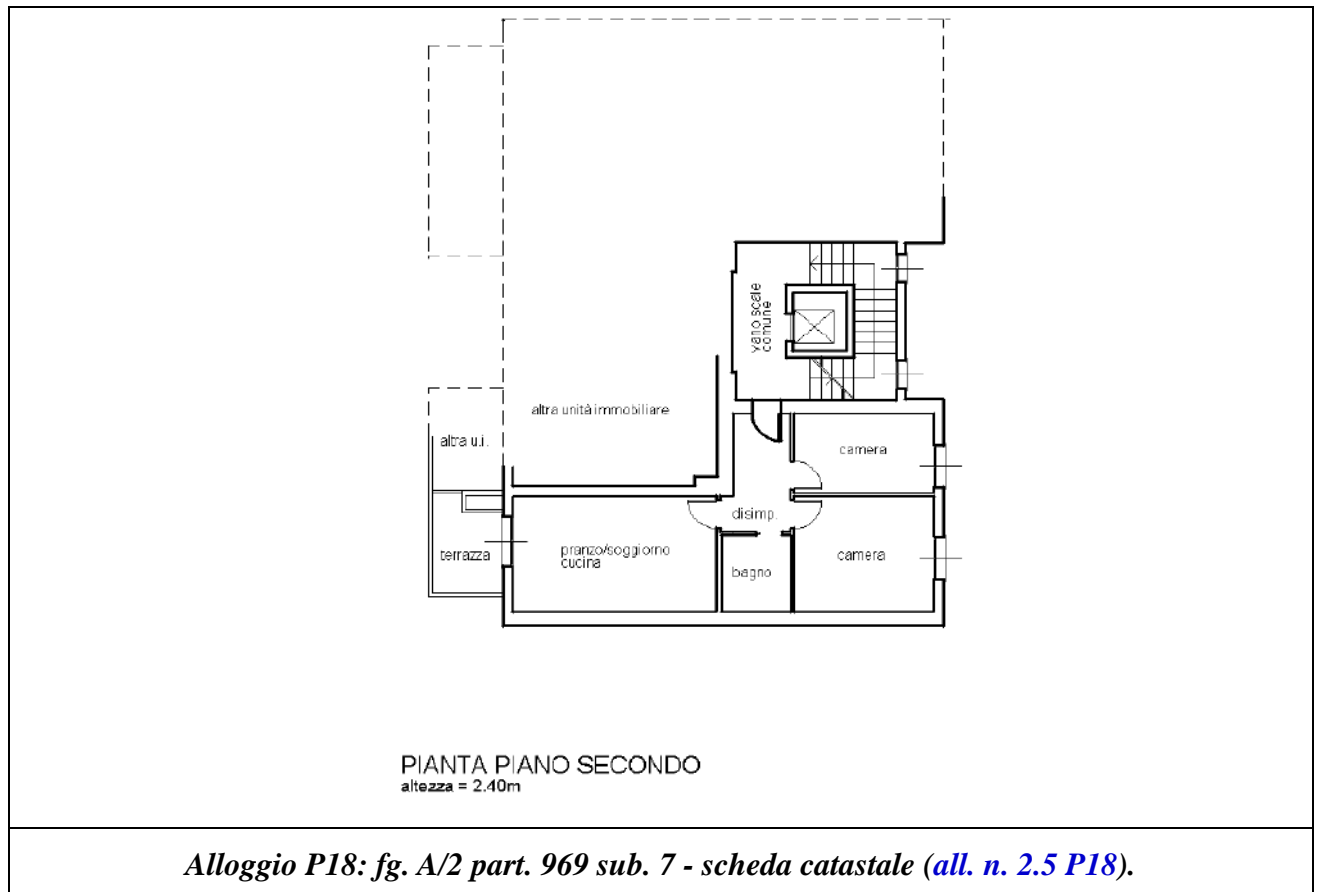 vano scale
comune
altra unità immobiliare
altra u.i.
camera
disimp.
terrazza
pranzo/soggiorno
cucina
bagno
camera
PIANTA PIANO SECONDO
altezza = 2.40m
Alloggio P18: fg. A/2 part. 969 sub. 7 - scheda catastale (all. n. 2.5 P18).